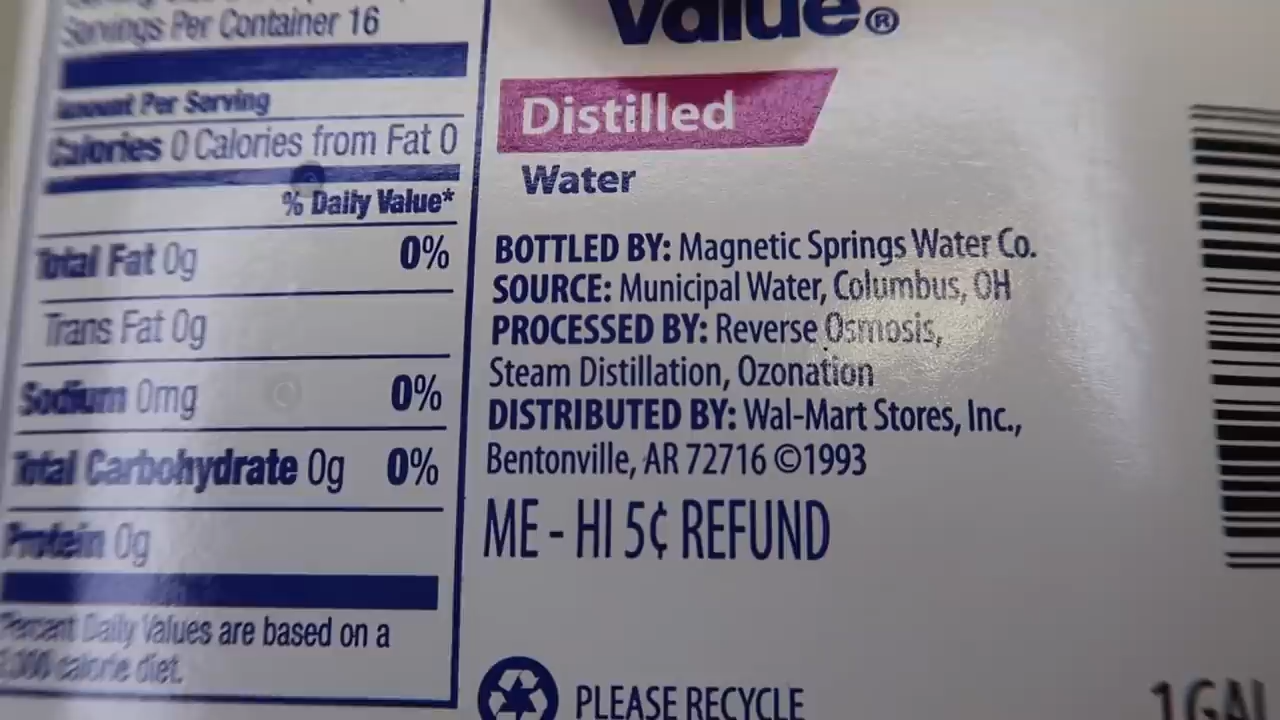 Servings Per Container 16
Amount Per Serving
Calories 0 Calories from Fat 0
% Daily Value*
Total Fat 0g 0%
Trans Fat 0g
Sodium 0mg 0%
Total Carbohydrate 0g 0%
Protein 0g
Percent Daily Values are based on a
calorie diet.
Value®
Distilled
Water
BOTTLED BY: Magnetic Springs Water Co.
SOURCE: Municipal Water, Columbus, OH
PROCESSED BY: Reverse Osmosis,
Steam Distillation, Ozonation
DISTRIBUTED BY: Wal-Mart Stores, Inc.,
Bentonville, AR 72716 ©1993
ME - HI 5¢ REFUND
PLEASE RECYCLE
1 GAL